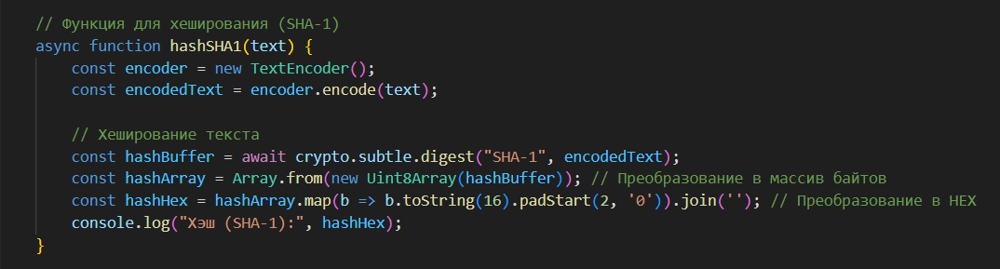 // Функция для хеширования (SHA-1)
async function hashSHA1(text) {
    const encoder = new TextEncoder();
    const encodedText = encoder.encode(text);

    // Хеширование текста
    const hashBuffer = await crypto.subtle.digest("SHA-1", encodedText);
    const hashArray = Array.from(new Uint8Array(hashBuffer)); // Преобразование в массив байтов
    const hashHex = hashArray.map(b => b.toString(16).padStart(2, '0')).join(''); // Преобразование в HEX
    console.log("Хэш (SHA-1):", hashHex);
}